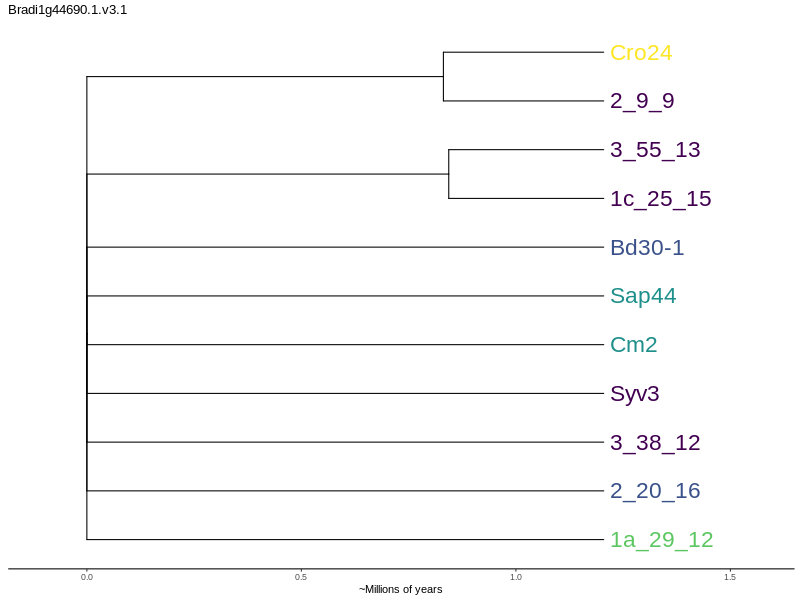 Bradi1g44690.1.v3.1
Cro24
2_9_9
3_55_13
1c_25_15
Bd30-1
Sap44
Cm2
Syv3
3_38_12
2_20_16
1a_29_12
0.0 0.5 1.0 1.5
~Millions of years